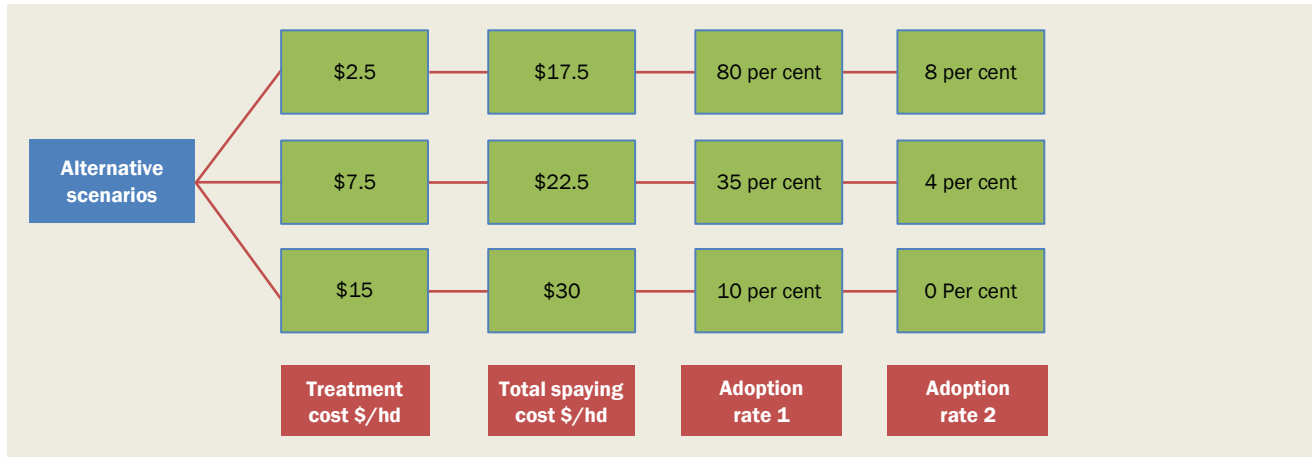 $2.5
$17.5
80 per cent
8 per cent
Alternative
scenarios
$7.5
$22.5
35 per cent
4 per cent
$15
$30
10 per cent
0 Per cent
Treatment
cost $/hd
Total spaying
cost $/hd
Adoption
rate 1
Adoption
rate 2